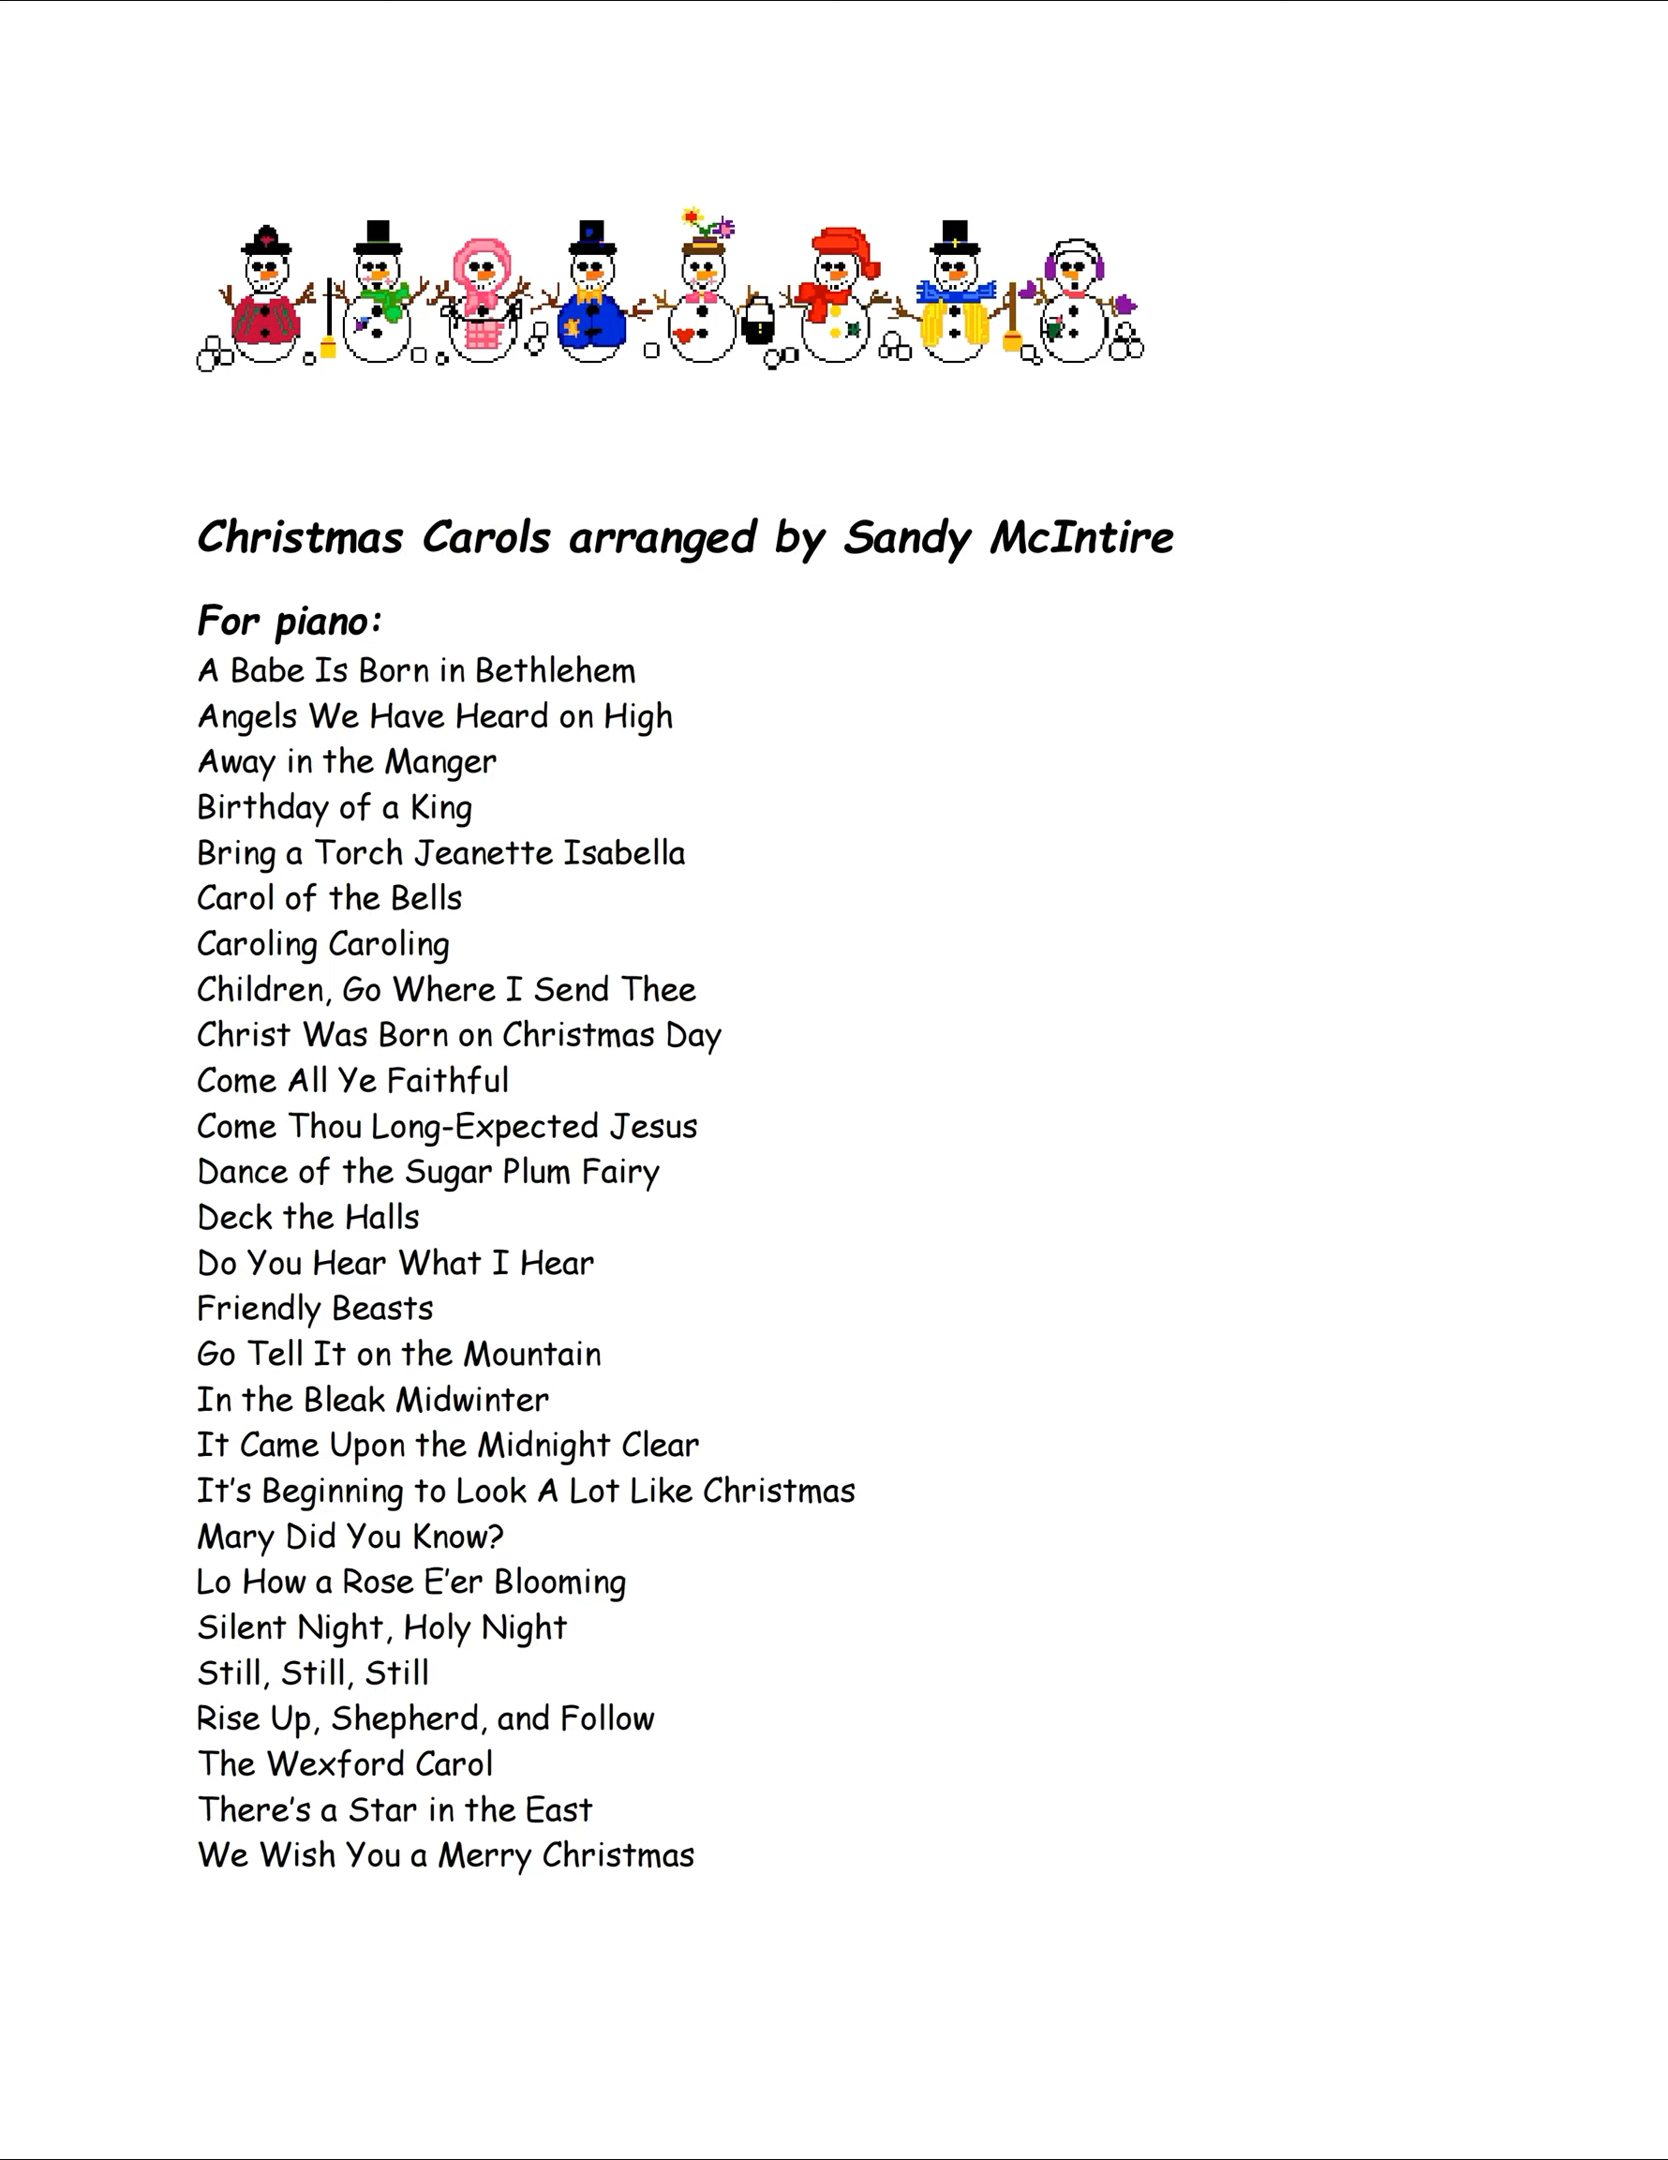 Christmas Carols arranged by Sandy McIntire
For piano:
A Babe Is Born in Bethlehem
Angels We Have Heard on High
Away in the Manger
Birthday of a King
Bring a Torch Jeanette Isabella
Carol of the Bells
Caroling Caroling
Children, Go Where I Send Thee
Christ Was Born on Christmas Day
Come All Ye Faithful
Come Thou Long-Expected Jesus
Dance of the Sugar Plum Fairy
Deck the Halls
Do You Hear What I Hear
Friendly Beasts
Go Tell It on the Mountain
In the Bleak Midwinter
It Came Upon the Midnight Clear
It’s Beginning to Look A Lot Like Christmas
Mary Did You Know?
Lo How a Rose E’er Blooming
Silent Night, Holy Night
Still, Still, Still
Rise Up, Shepherd, and Follow
The Wexford Carol
There’s a Star in the East
We Wish You a Merry Christmas